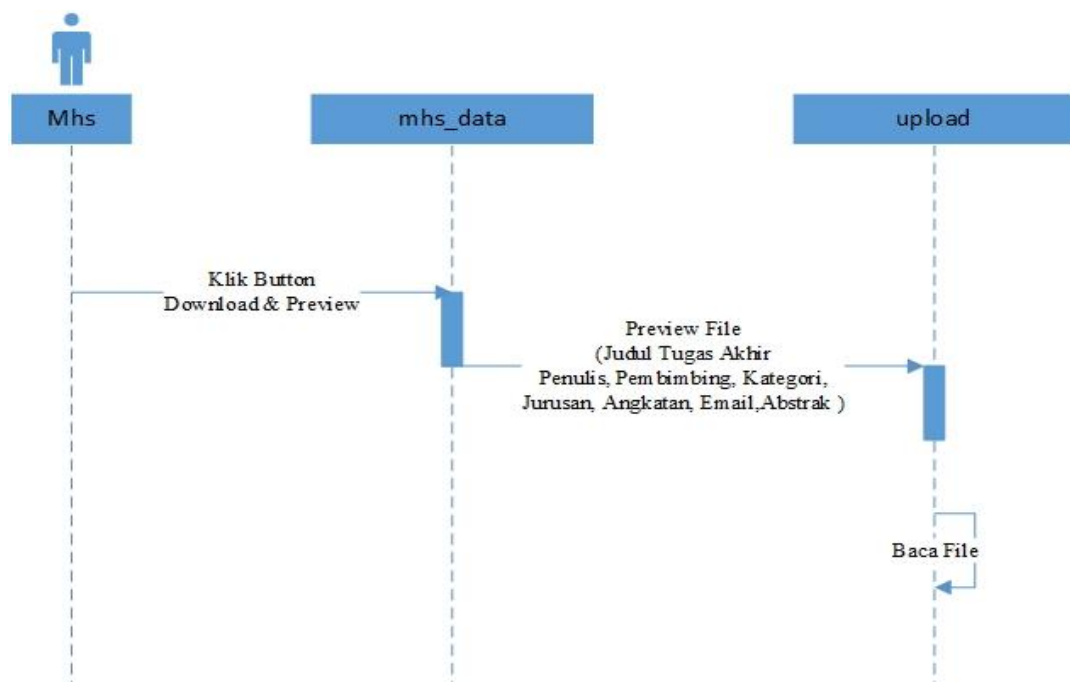 Mhs
mhs_data
upload
Klik Button
Download & Preview
Preview File
(Judul Tugas Akhir
Penulis, Pembimbing, Kategori,
Jurusan, Angkatan, Email,Abstrak )
Baca File